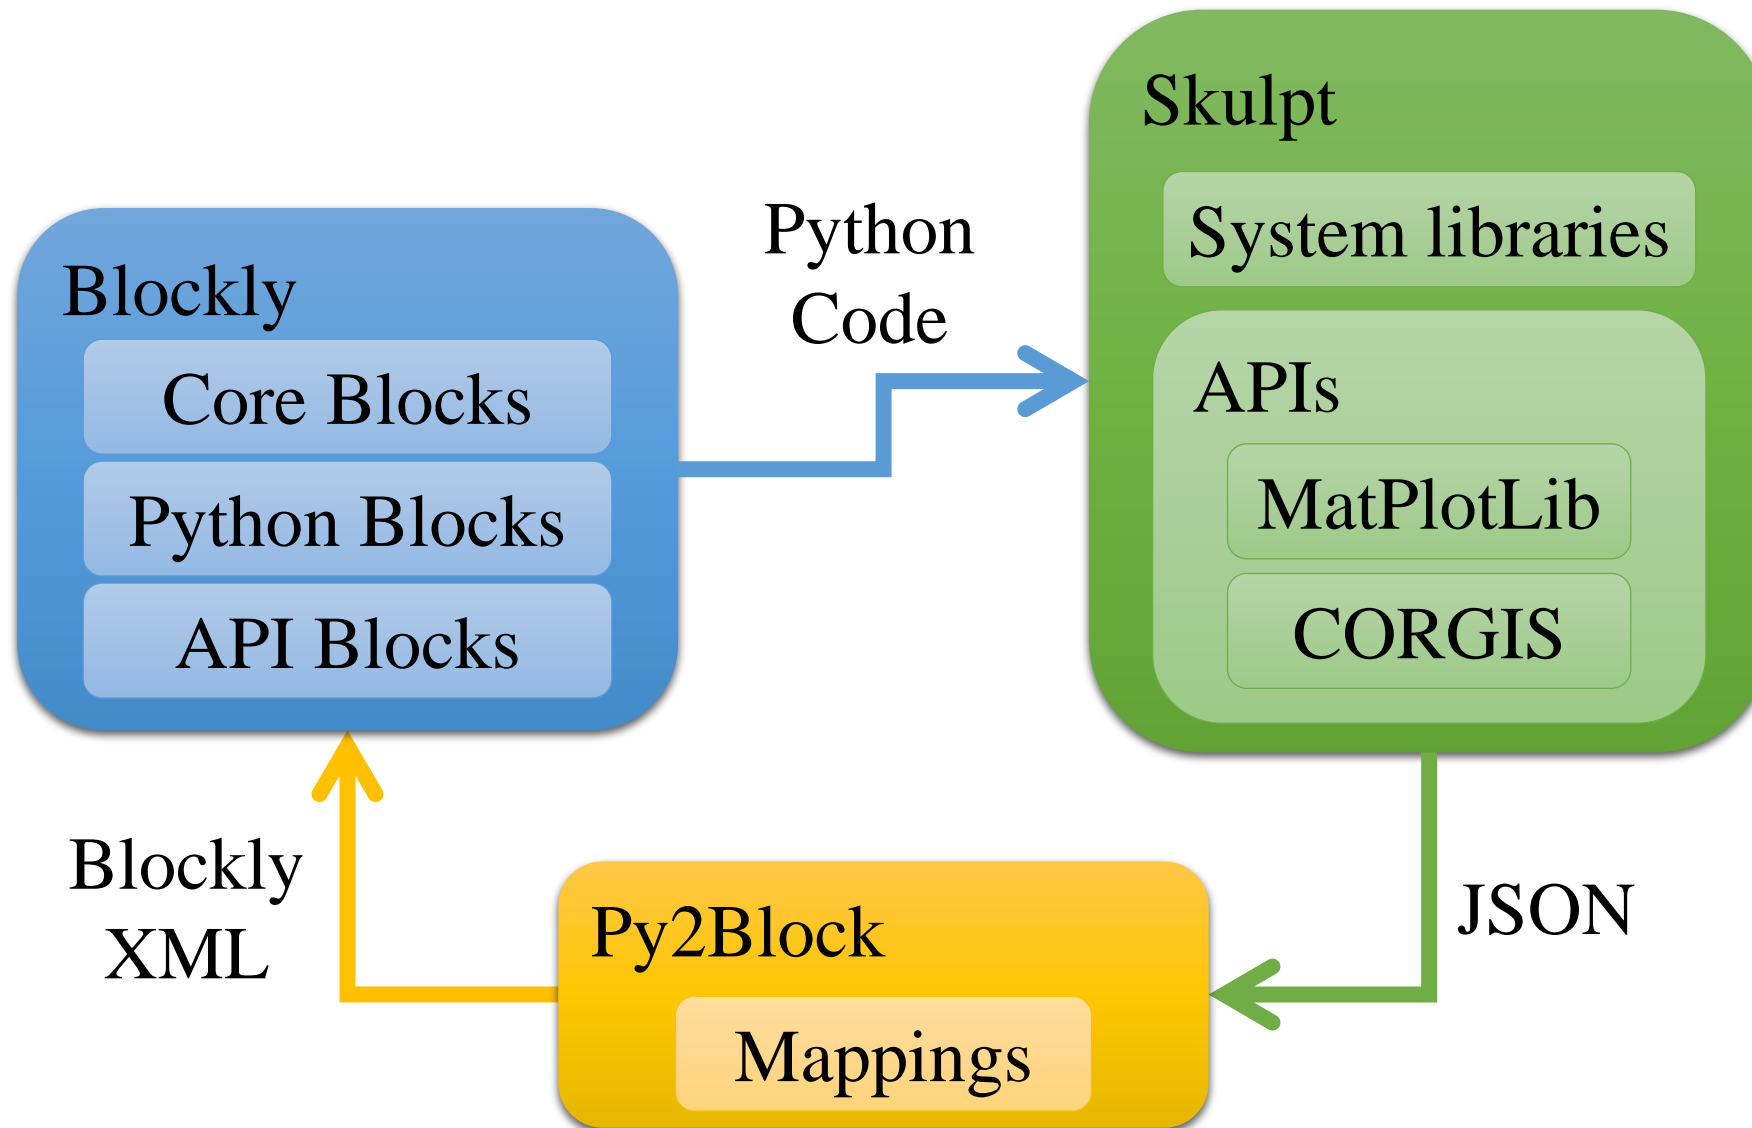 Blockly
Core Blocks
Python Blocks
API Blocks
Python
Code
Skulpt
System libraries
APIs
MatPlotLib
CORGIS
JSON
Py2Block
Mappings
Blockly
XML